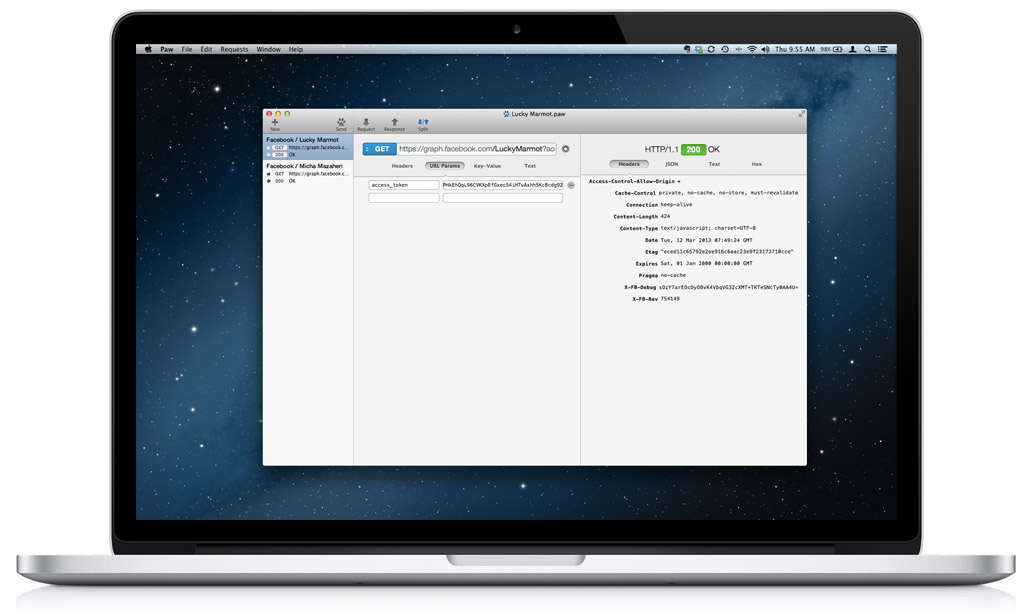 Paw File Edit Requests Window Help
Thu 9:55 AM 98%
Lucky Marmot.paw
New Send Request Response Split
Facebook / Lucky Marmot
GET https://graph.facebook.c...
200 OK
Facebook / Micha Mazaheri
GET https://graph.facebook.c...
200 OK
GET https://graph.facebook.com/LuckyMarmot?ac
Headers URL Params Key-Value Text
access_token
HTTP/1.1 200 OK
Headers JSON Text Hex
Access-Control-Allow-Origin *
Cache-Control private, no-cache, no-store, must-revalidate
Connection keep-alive
Content-Length 424
Content-Type text/javascript; charset=UTF-8
Date Tue, 12 Mar 2013 07:49:24 GMT
Etag "eced11c65792e2ee916c6aac23e9f23173710cce"
Expires Sat, 01 Jan 2000 00:00:00 GMT
Pragma no-cache
X-FB-Debug
X-FB-Rev 754149